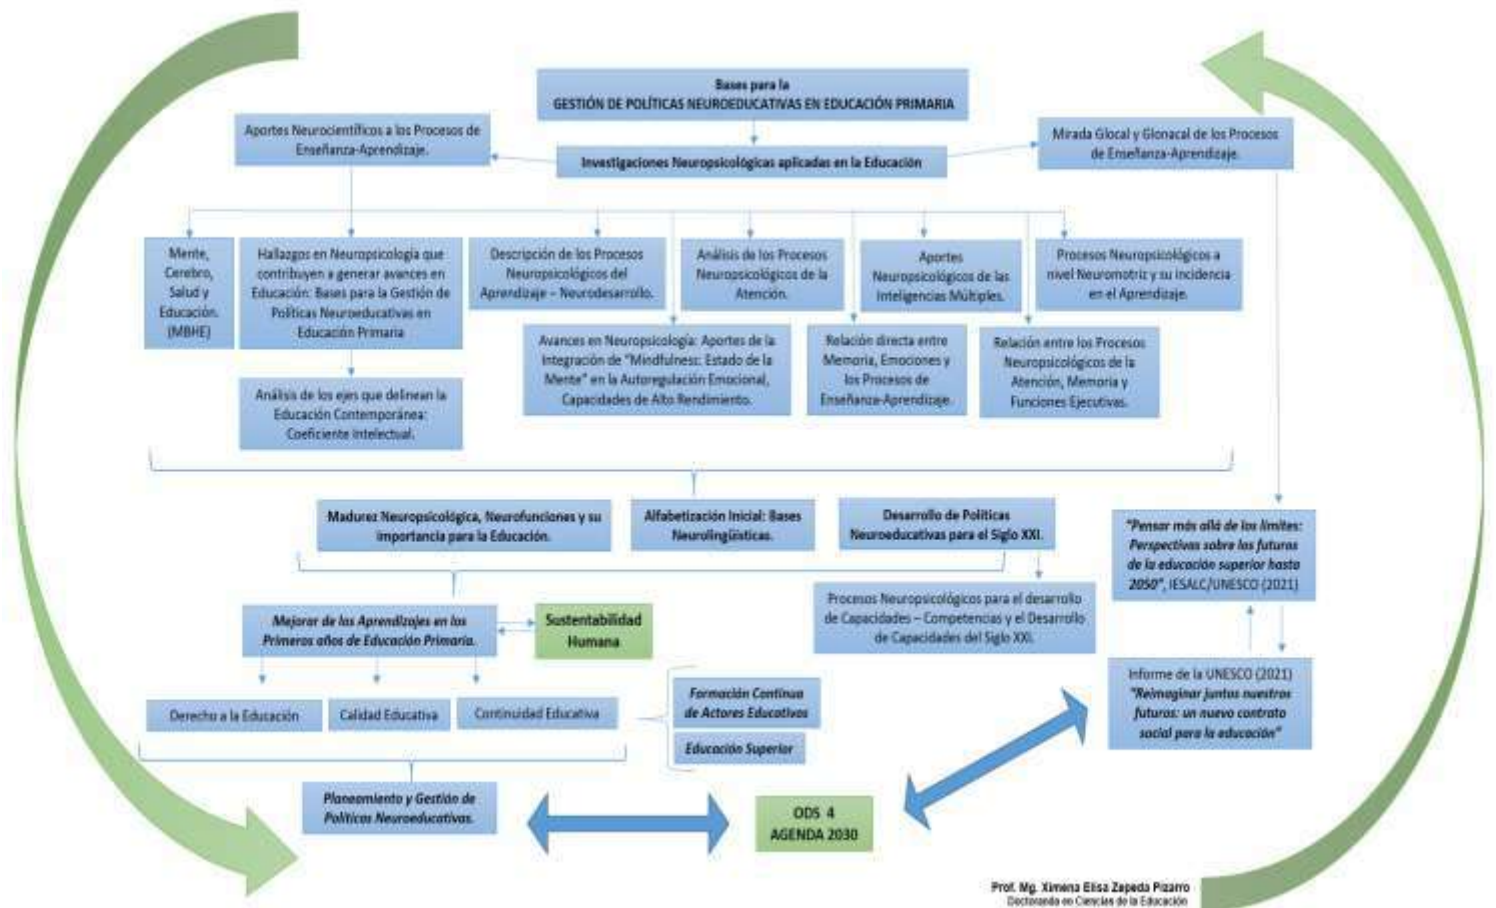 Bases para la
GESTIÓN DE POLÍTICAS NEUROEDUCATIVAS EN EDUCACIÓN PRIMARIA
Aportes Neurocientíficos a los Procesos de
Enseñanza-Aprendizaje.
Investigaciones Neuropsicológicas aplicadas en la Educación
Mirada Glocal y Glonacal de los Procesos
de Enseñanza-Aprendizaje.
Mente,
Cerebro,
Salud y
Educación.
(MBHE)
Hallazgos en Neuropsicología que
contribuyen a generar avances en
Educación: Bases para la Gestión de
Políticas Neuroeducativas en
Educación Primaria
Descripción de los Procesos
Neuropsicológicos del
Aprendizaje – Neurodesarrollo.
Análisis de los Procesos
Neuropsicológicos de la
Atención.
Aportes
Neuropsicológicos de las
Inteligencias Múltiples.
Procesos Neuropsicológicos a
nivel Neuromotriz y su incidencia
en el Aprendizaje.
Avances en Neuropsicología: Aportes de la
Integración de "Mindfulness: Estado de la
Mente" en la Autoregulación Emocional,
Capacidades de Alto Rendimiento.
Relación directa entre
Memoria, Emociones y
los Procesos de
Enseñanza-Aprendizaje.
Relación entre los Procesos
Neuropsicológicos de la
Atención, Memoria y
Funciones Ejecutivas.
Análisis de los ejes que delinean la
Educación Contemporánea:
Coeficiente Intelectual.
Madurez Neuropsicológica, Neurofunciones y su
importancia para la Educación.
Alfabetización Inicial: Bases
Neurolingüísticas.
Desarrollo de Políticas
Neuroeducativas para el Siglo XXI.
"Pensar más allá de los límites:
Perspectivas sobre los futuros
de la educación superior hasta
2050", IESALC/UNESCO (2021)
Procesos Neuropsicológicos para el desarrollo
de Capacidades – Competencias y el Desarrollo
de Capacidades del Siglo XXI.
Mejorar de los Aprendizajes en los
Primeros años de Educación Primaria.
Sustentabilidad
Humana
Informe de la UNESCO (2021)
"Reimaginar juntos nuestros
futuros: un nuevo contrato
social para la educación"
Derecho a la Educación
Calidad Educativa
Continuidad Educativa
Formación Continua
de Actores Educativos
Educación Superior
Planeamiento y Gestión de
Políticas Neuroeducativas.
ODS 4
AGENDA 2030
Prof. Mg. Ximena Elisa Zepeda Pizarro
Doctoranda en Ciencias de la Educación